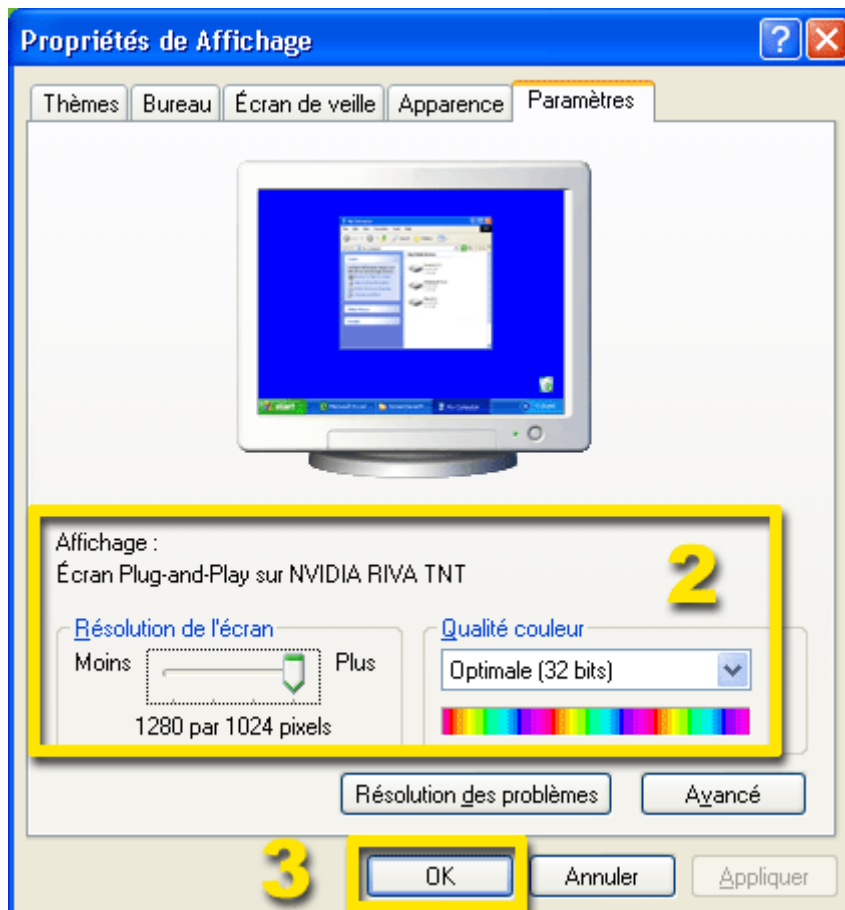 Propriétés de Affichage
Thèmes Bureau Écran de veille Apparence Paramètres
Affichage :
Écran Plug-and-Play sur NVIDIA RIVA TNT
2
Résolution de l'écran
Moins Plus
1280 par 1024 pixels
Qualité couleur
Optimale (32 bits)
Résolution des problèmes Avancé
3
OK Annuler Appliquer